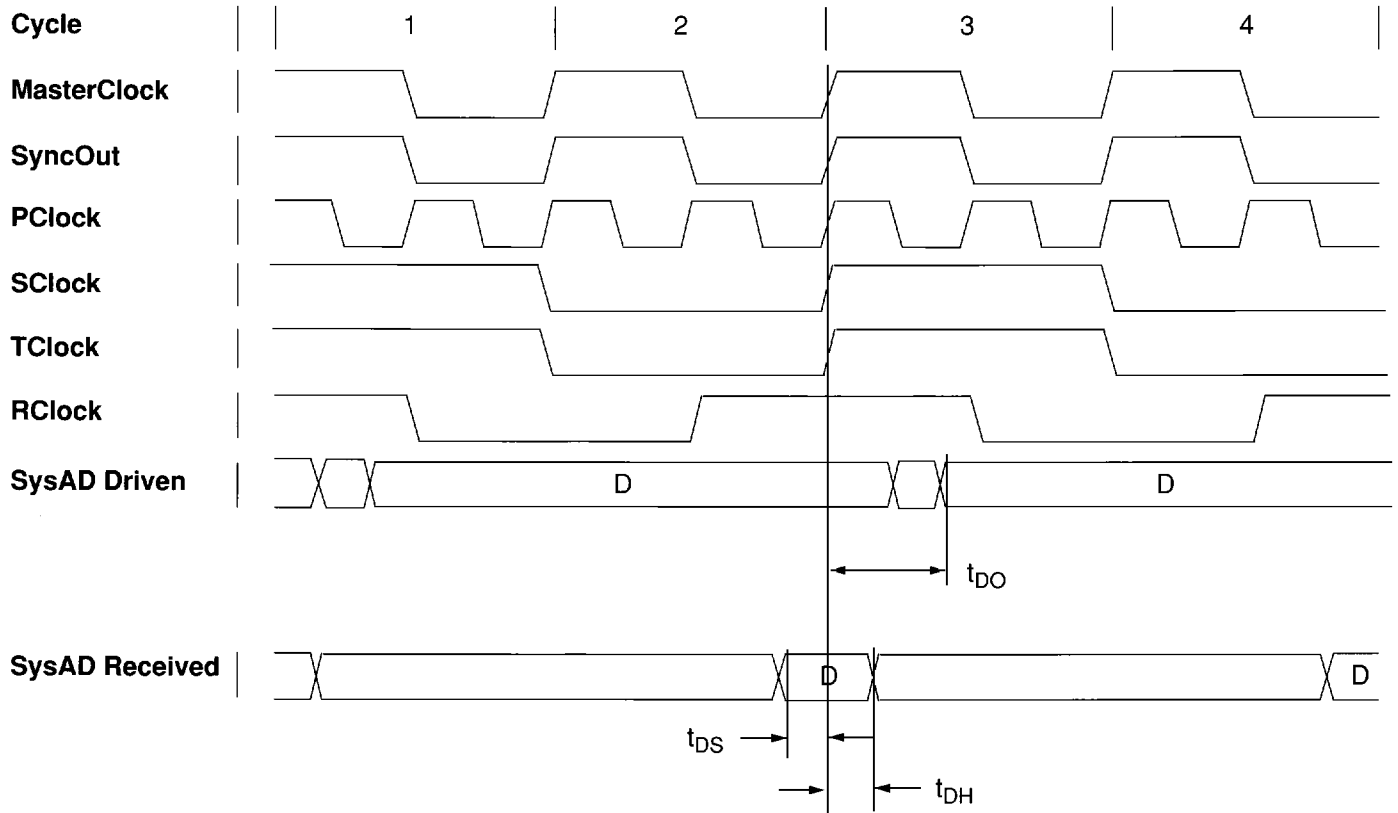 Cycle 1 2 3 4
MasterClock
SyncOut
PClock
SClock
TClock
RClock
SysAD Driven D D
tDO
SysAD Received D D
tDS
tDH